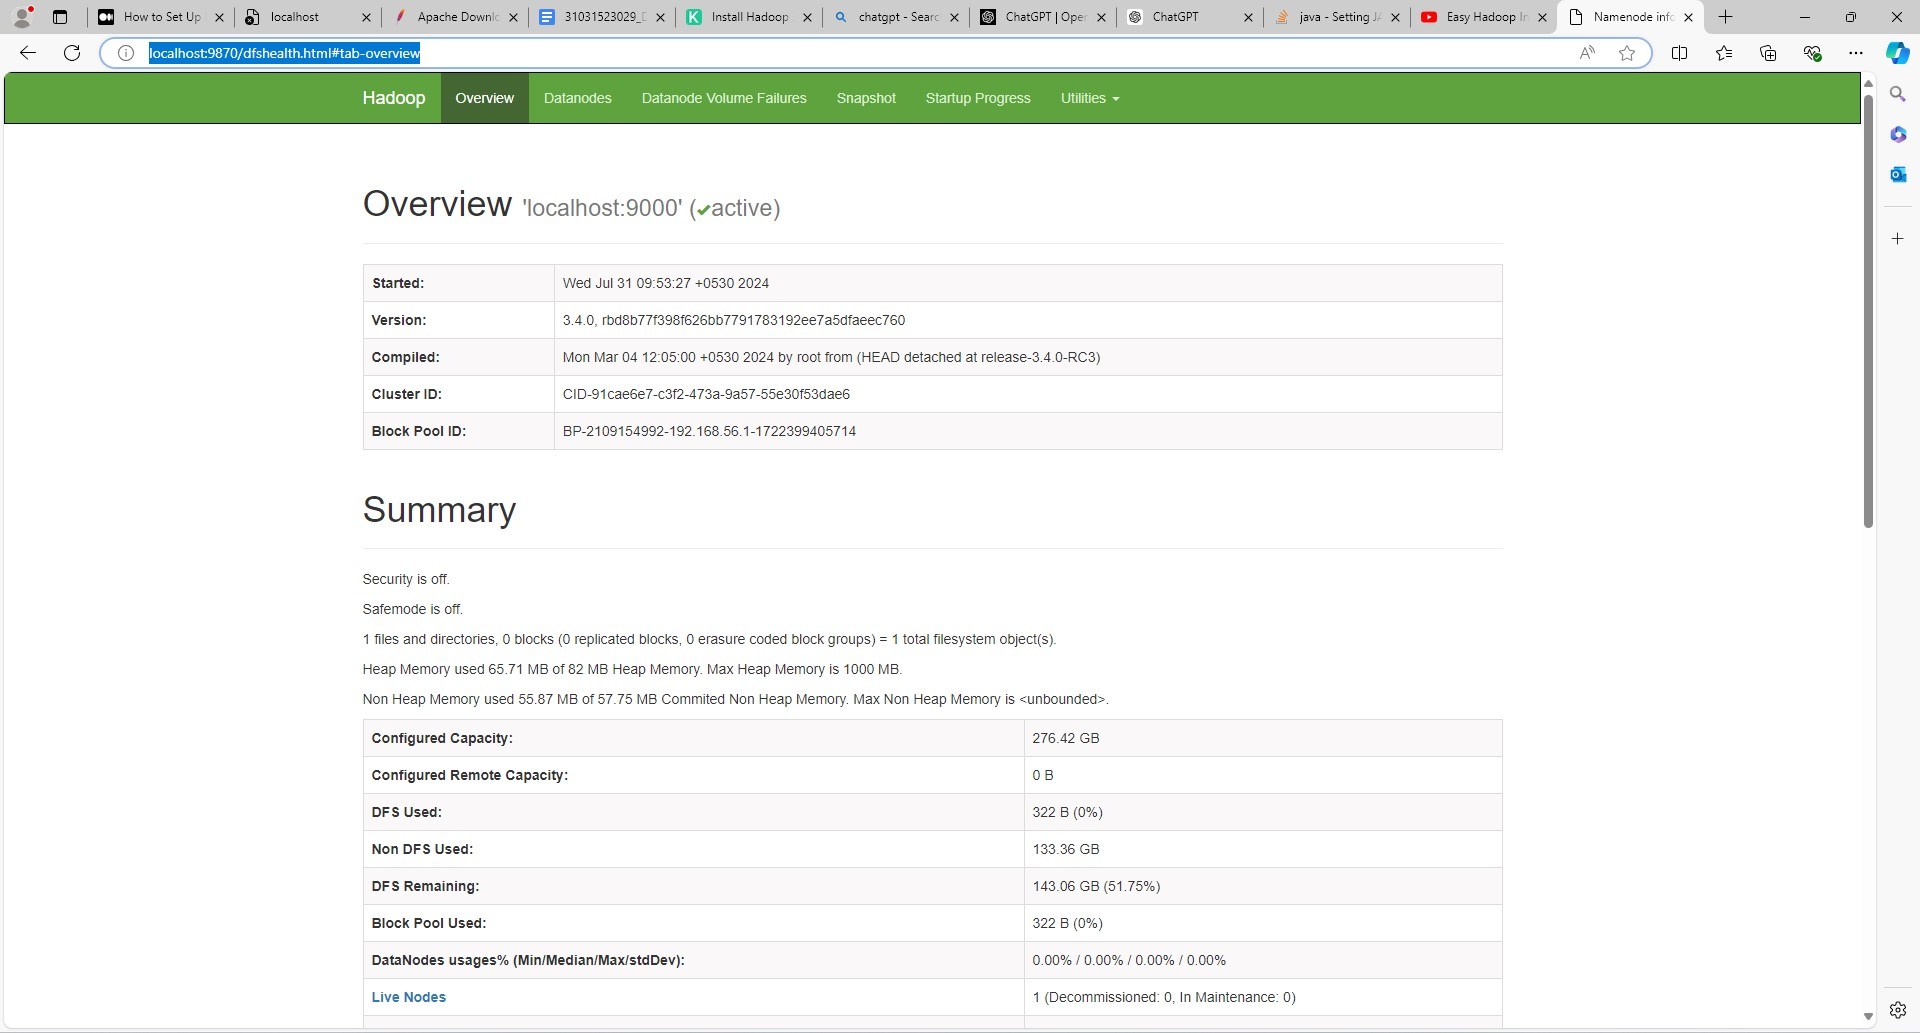 How to Set Up
localhost
Apache Downlo
31031523029_D
Install Hadoop
chatgpt - Searc
ChatGPT | Oper
ChatGPT
java - Setting JA
Easy Hadoop In
Namenode info
localhost:9870/dfshealth.html#tab-overview
Hadoop Overview Datanodes Datanode Volume Failures Snapshot Startup Progress Utilities
Overview 'localhost:9000' (✔active)
Started: Wed Jul 31 09:53:27 +0530 2024
Version: 3.4.0, rbd8b77f398f626bb7791783192ee7a5dfaeec760
Compiled: Mon Mar 04 12:05:00 +0530 2024 by root from (HEAD detached at release-3.4.0-RC3)
Cluster ID: CID-91cae6e7-c3f2-473a-9a57-55e30f53dae6
Block Pool ID: BP-2109154992-192.168.56.1-1722399405714
Summary
Security is off.
Safemode is off.
1 files and directories, 0 blocks (0 replicated blocks, 0 erasure coded block groups) = 1 total filesystem object(s).
Heap Memory used 65.71 MB of 82 MB Heap Memory. Max Heap Memory is 1000 MB.
Non Heap Memory used 55.87 MB of 57.75 MB Commited Non Heap Memory. Max Non Heap Memory is <unbounded>.
Configured Capacity: 276.42 GB
Configured Remote Capacity: 0 B
DFS Used: 322 B (0%)
Non DFS Used: 133.36 GB
DFS Remaining: 143.06 GB (51.75%)
Block Pool Used: 322 B (0%)
DataNodes usages% (Min/Median/Max/stdDev): 0.00% / 0.00% / 0.00% / 0.00%
Live Nodes 1 (Decommissioned: 0, In Maintenance: 0)